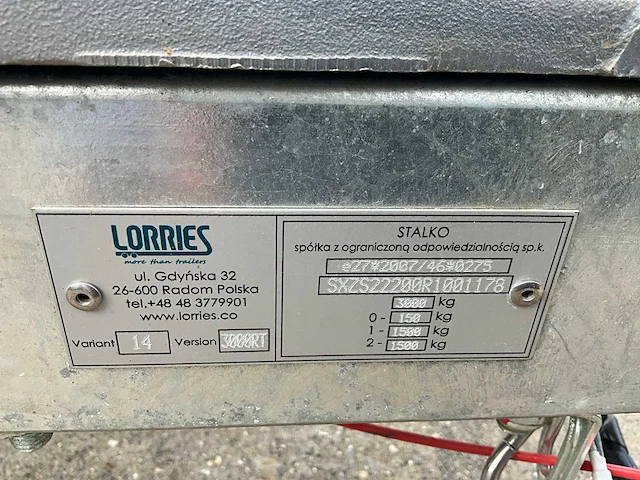 LORRIES
more than trailers
ul. Gdyńska 32
26-600 Radom Polska
tel.+48 48 3779901
www.lorries.co
Variant 14 Version 3000RT
STALKO
spółka z ograniczoną odpowiedzialnością sp.k.
e27*2007/46*0275
SXZS22200R1001178
3000 kg
0- 150 kg
1- 1500 kg
2- 1500 kg